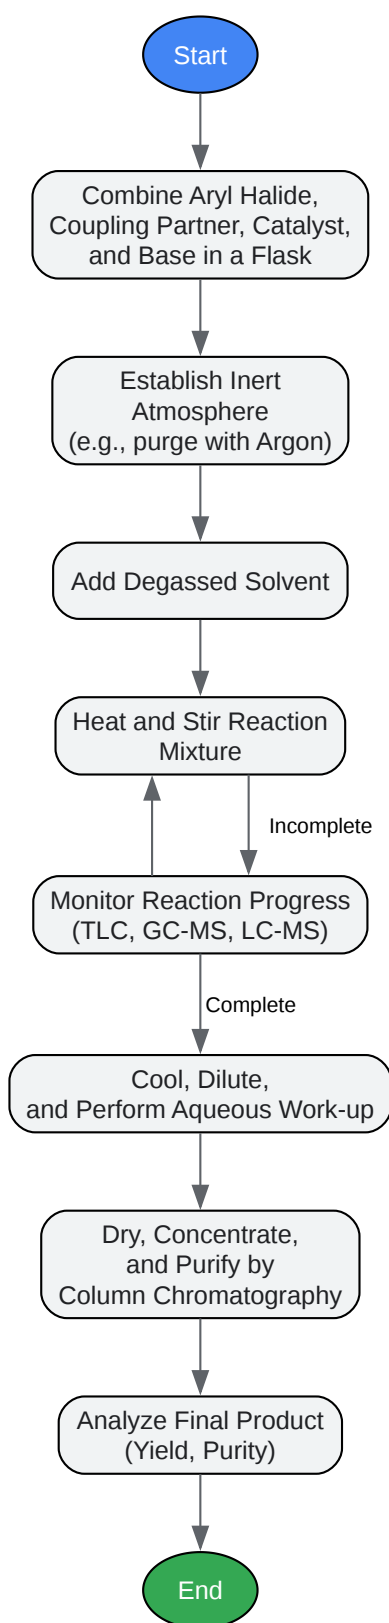 Start
Combine Aryl Halide,
Coupling Partner, Catalyst,
and Base in a Flask
Establish Inert
Atmosphere
(e.g., purge with Argon)
Add Degassed Solvent
Heat and Stir Reaction
Mixture
Incomplete
Monitor Reaction Progress
(TLC, GC-MS, LC-MS)
Complete
Cool, Dilute,
and Perform Aqueous Work-up
Dry, Concentrate,
and Purify by
Column Chromatography
Analyze Final Product
(Yield, Purity)
End